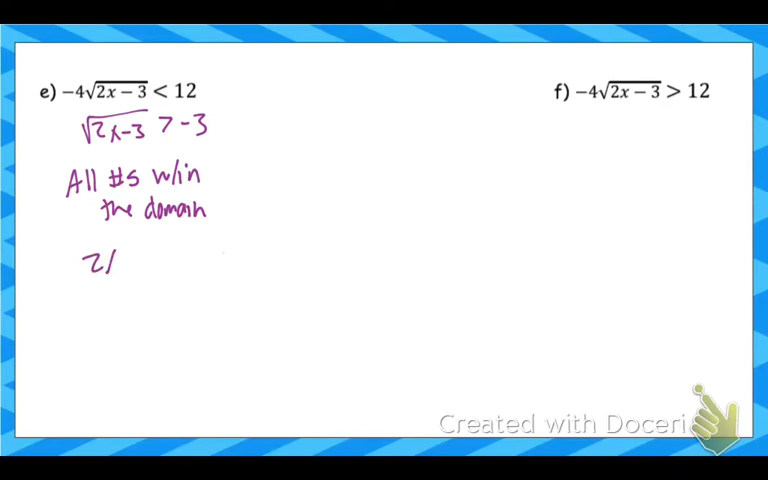 e) −4√(2x − 3) < 12
√(2x−3) > −3
All #s w/in
the domain
f) −4√(2x − 3) > 12
Created with Doceri